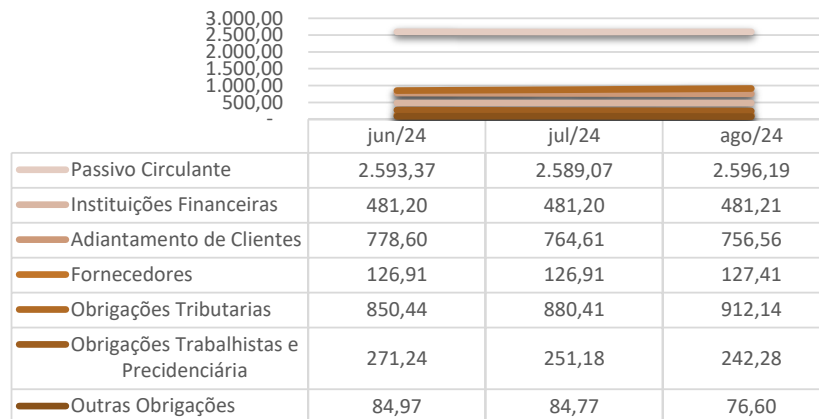 3.000,00
2.500,00
2.000,00
1.500,00
1.000,00
500,00
-
jun/24 jul/24 ago/24
Passivo Circulante 2.593,37 2.589,07 2.596,19
Instituições Financeiras 481,20 481,20 481,21
Adiantamento de Clientes 778,60 764,61 756,56
Fornecedores 126,91 126,91 127,41
Obrigações Tributarias 850,44 880,41 912,14
Obrigações Trabalhistas e
Precidenciária 271,24 251,18 242,28
Outras Obrigações 84,97 84,77 76,60